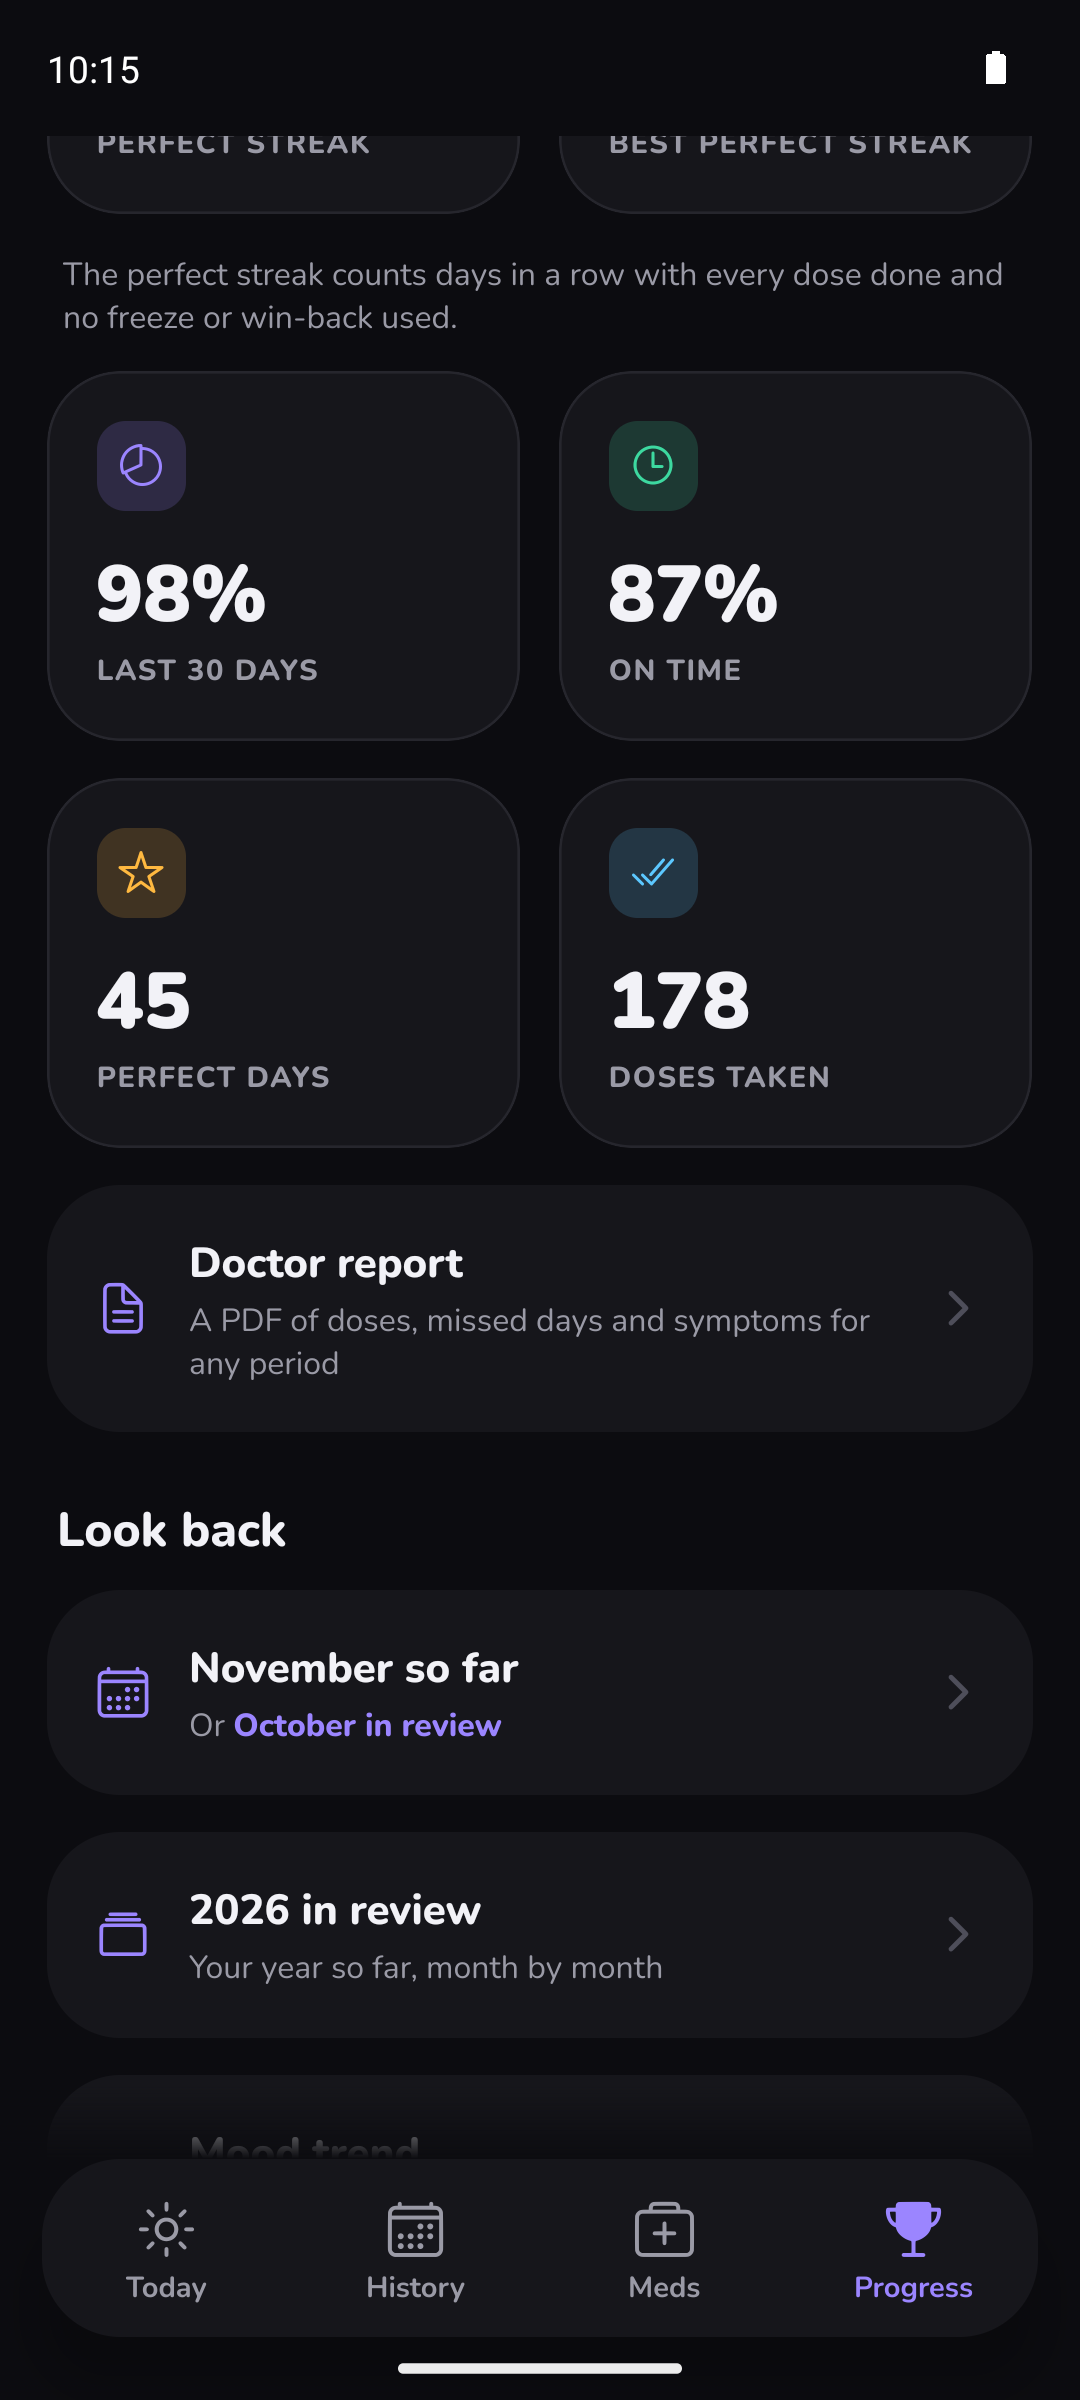 10:15
PERFECT STREAK
BEST PERFECT STREAK
The perfect streak counts days in a row with every dose done and
no freeze or win-back used.
98%
LAST 30 DAYS
87%
ON TIME
45
PERFECT DAYS
178
DOSES TAKEN
Doctor report
A PDF of doses, missed days and symptoms for
any period
Look back
November so far
Or October in review
2026 in review
Your year so far, month by month
Mood trend
Today
History
Meds
Progress